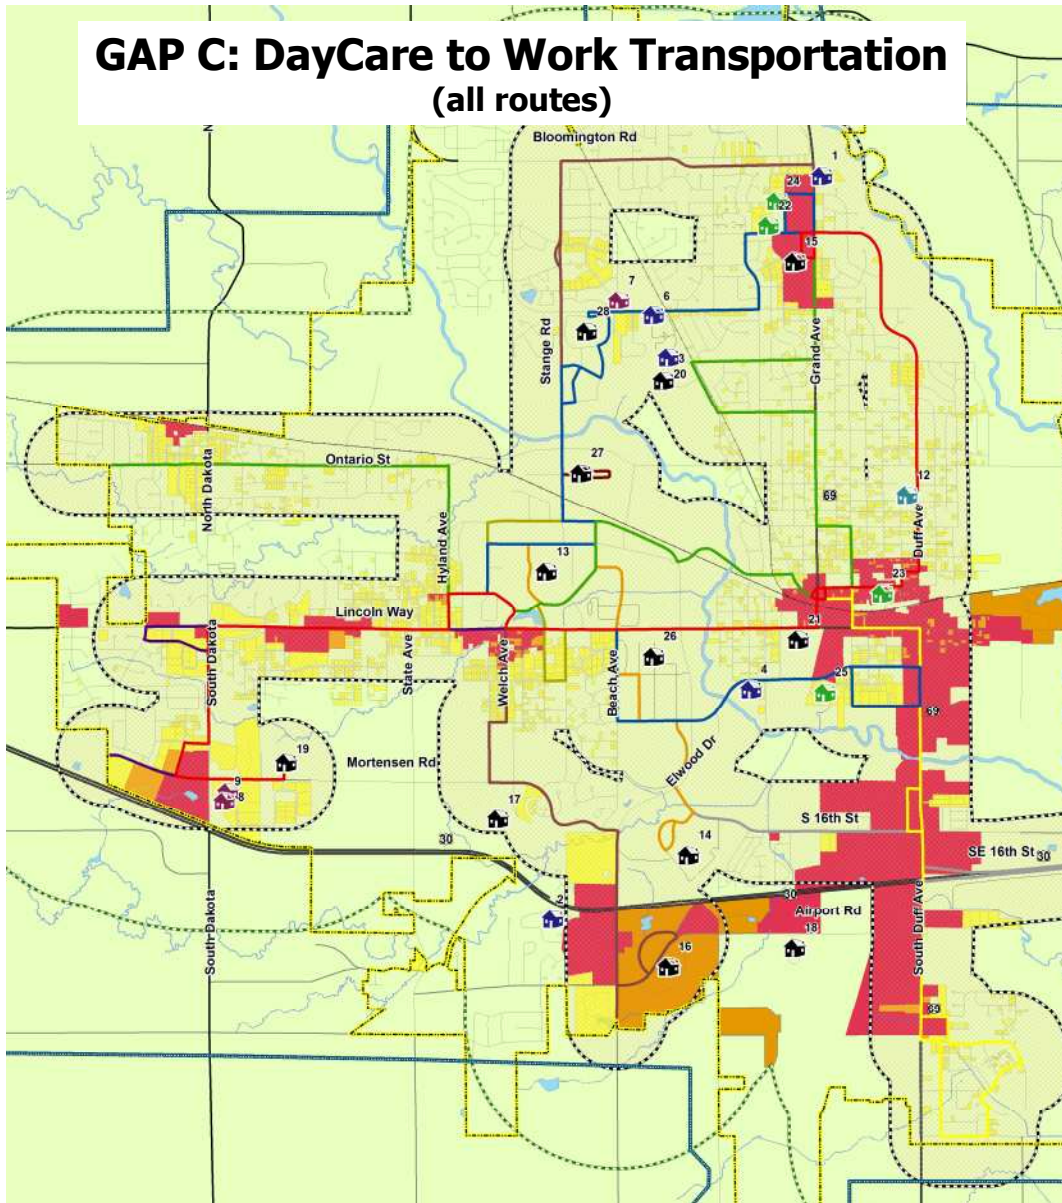 GAP C: DayCare to Work Transportation
(all routes)
N
Bloomington Rd
1
24
22
15
7
6
28
3
20
Stange Rd
Grand Ave
Ontario St
North Dakota
Hyland Ave
27
12
69
Duff Ave
13
23
Lincoln Way
21
26
South Dakota
State Ave
Welch Ave
Beach Ave
4
25
69
19
Mortensen Rd
Elwood Dr
9
8
17
S 16th St
30
14
SE 16th St
30
30
Airport Rd
2
18
South Dakota
16
South Duff Ave
69